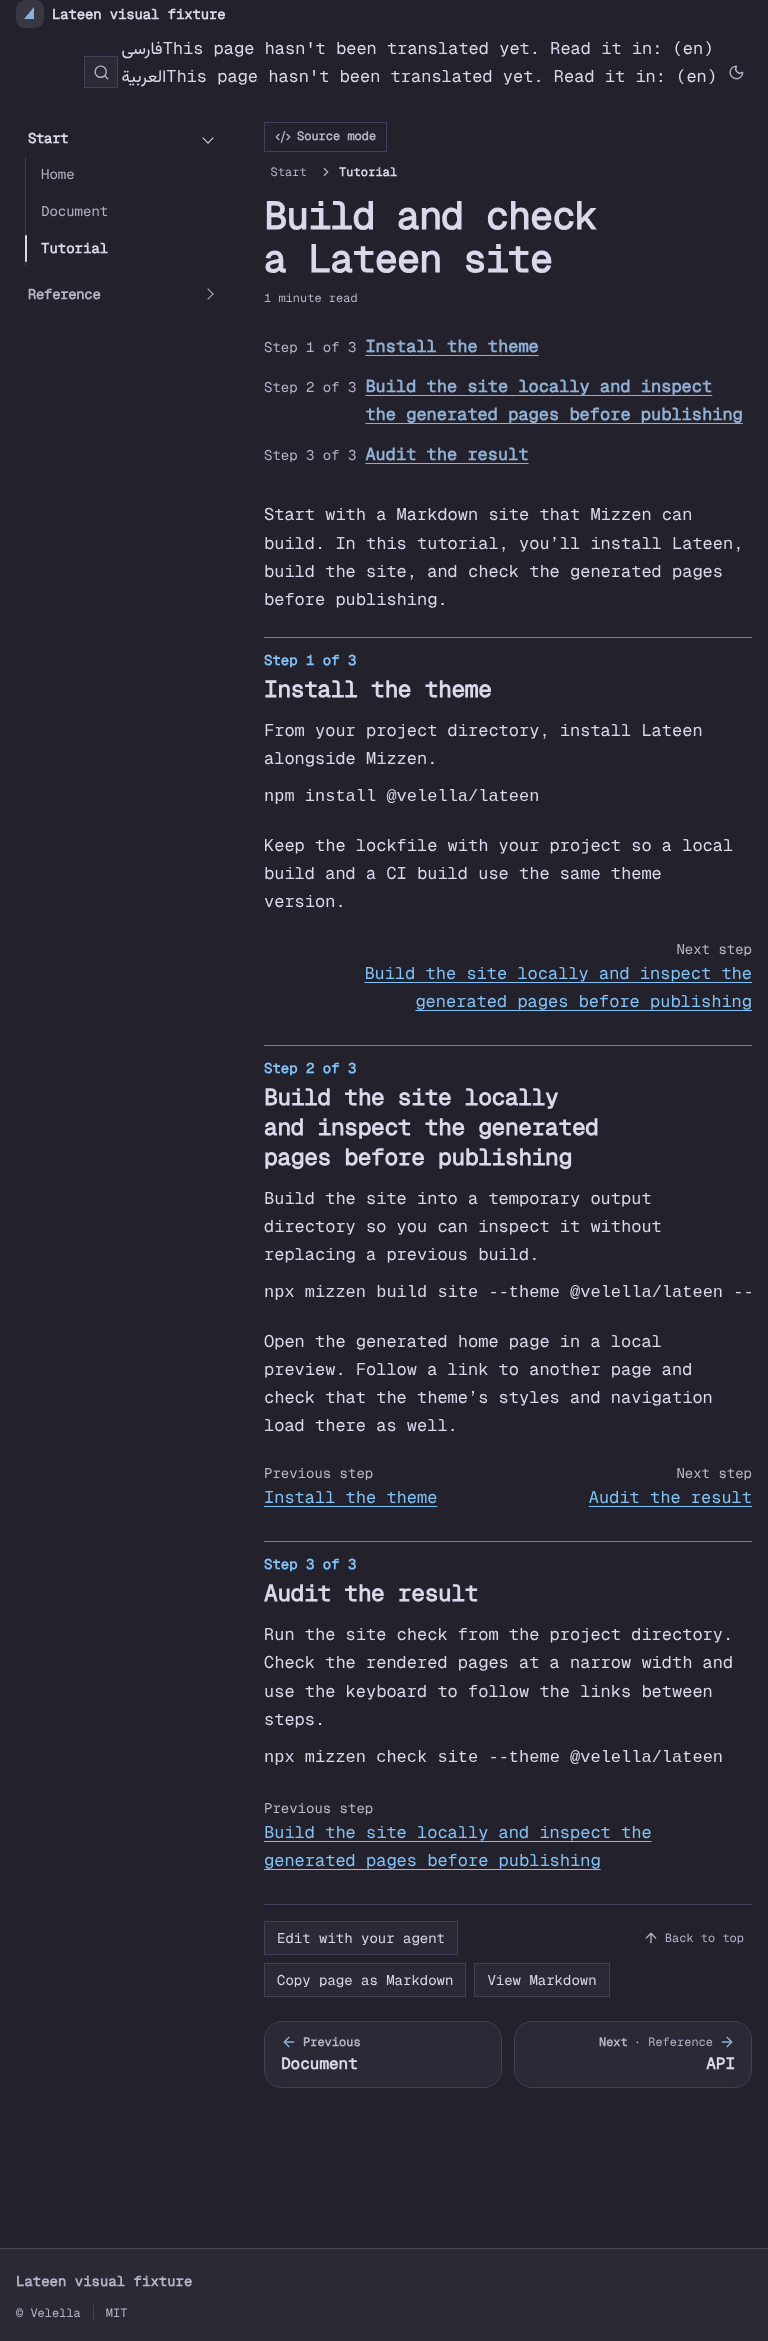 Lateen visual fixture
فارسی This page hasn't been translated yet. Read it in: (en)
العربية This page hasn't been translated yet. Read it in: (en)
Start
Home
Document
Tutorial
Reference
Source mode
Start > Tutorial
Build and check
a Lateen site
1 minute read
Step 1 of 3 Install the theme
Step 2 of 3 Build the site locally and inspect
the generated pages before publishing
Step 3 of 3 Audit the result
Start with a Markdown site that Mizzen can
build. In this tutorial, you’ll install Lateen,
build the site, and check the generated pages
before publishing.
Step 1 of 3
Install the theme
From your project directory, install Lateen
alongside Mizzen.
npm install @velella/lateen
Keep the lockfile with your project so a local
build and a CI build use the same theme
version.
Next step
Build the site locally and inspect the
generated pages before publishing
Step 2 of 3
Build the site locally
and inspect the generated
pages before publishing
Build the site into a temporary output
directory so you can inspect it without
replacing a previous build.
npx mizzen build site --theme @velella/lateen --
Open the generated home page in a local
preview. Follow a link to another page and
check that the theme’s styles and navigation
load there as well.
Previous step Next step
Install the theme Audit the result
Step 3 of 3
Audit the result
Run the site check from the project directory.
Check the rendered pages at a narrow width and
use the keyboard to follow the links between
steps.
npx mizzen check site --theme @velella/lateen
Previous step
Build the site locally and inspect the
generated pages before publishing
Edit with your agent ↑ Back to top
Copy page as Markdown View Markdown
← Previous
Document
Next · Reference →
API
Lateen visual fixture
© Velella MIT